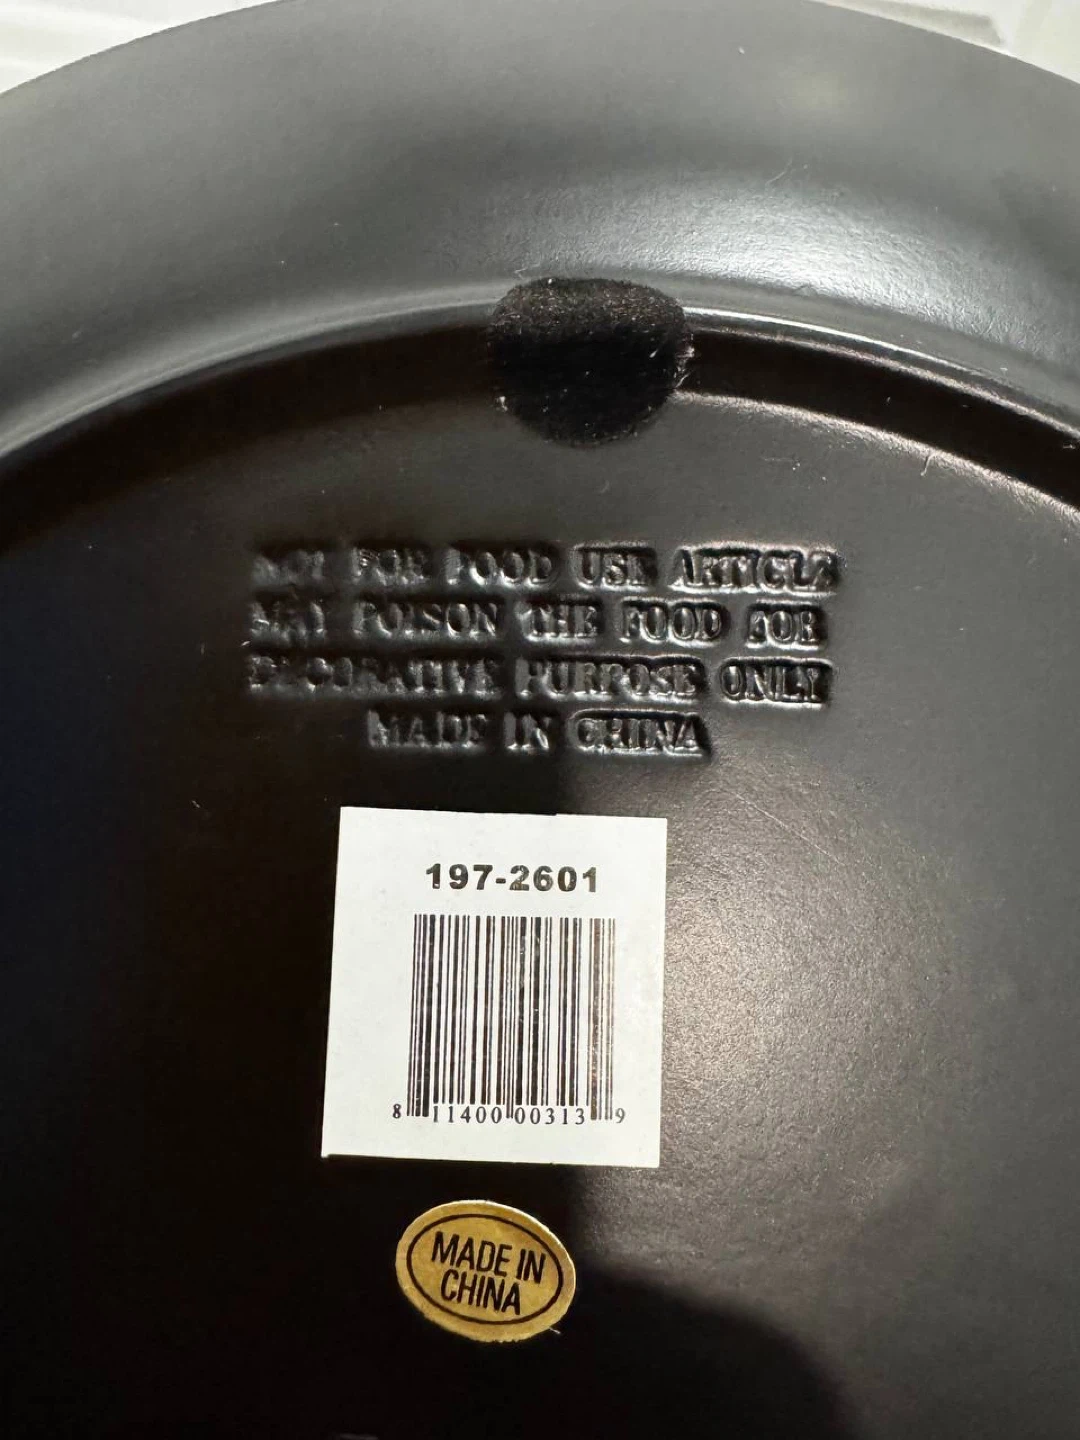 NOT FOR FOOD USE ARTICLE
MAY POISON THE FOOD FOR
DECORATIVE PURPOSE ONLY
MADE IN CHINA
197-2601
8 11400 00313 9
MADE IN
CHINA